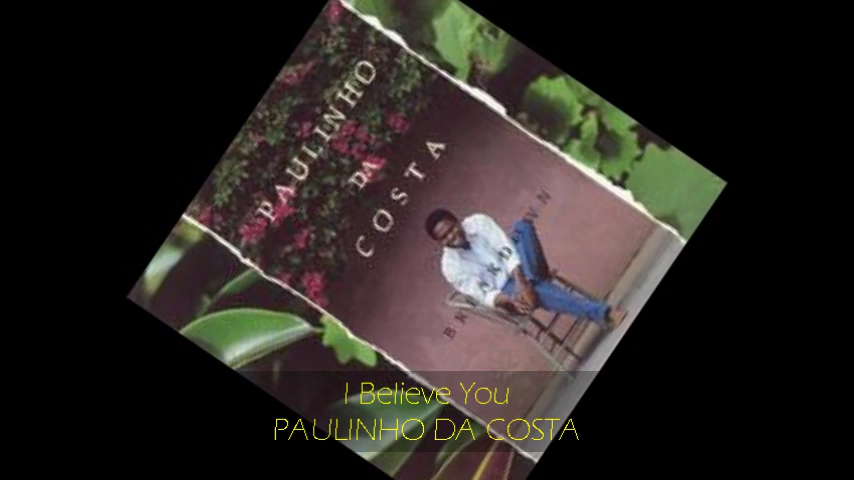 PAULINHO
DA
COSTA
I Believe You
PAULINHO DA COSTA